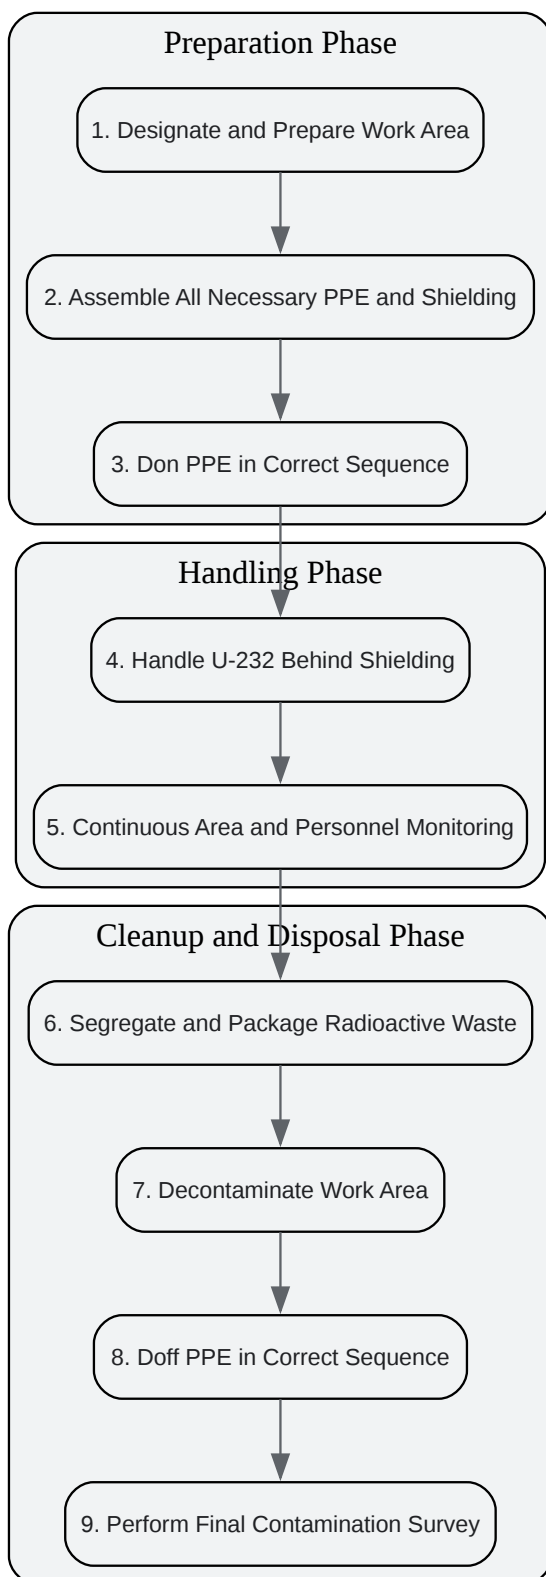 Preparation Phase
1. Designate and Prepare Work Area
2. Assemble All Necessary PPE and Shielding
3. Don PPE in Correct Sequence
Handling Phase
4. Handle U-232 Behind Shielding
5. Continuous Area and Personnel Monitoring
Cleanup and Disposal Phase
6. Segregate and Package Radioactive Waste
7. Decontaminate Work Area
8. Doff PPE in Correct Sequence
9. Perform Final Contamination Survey